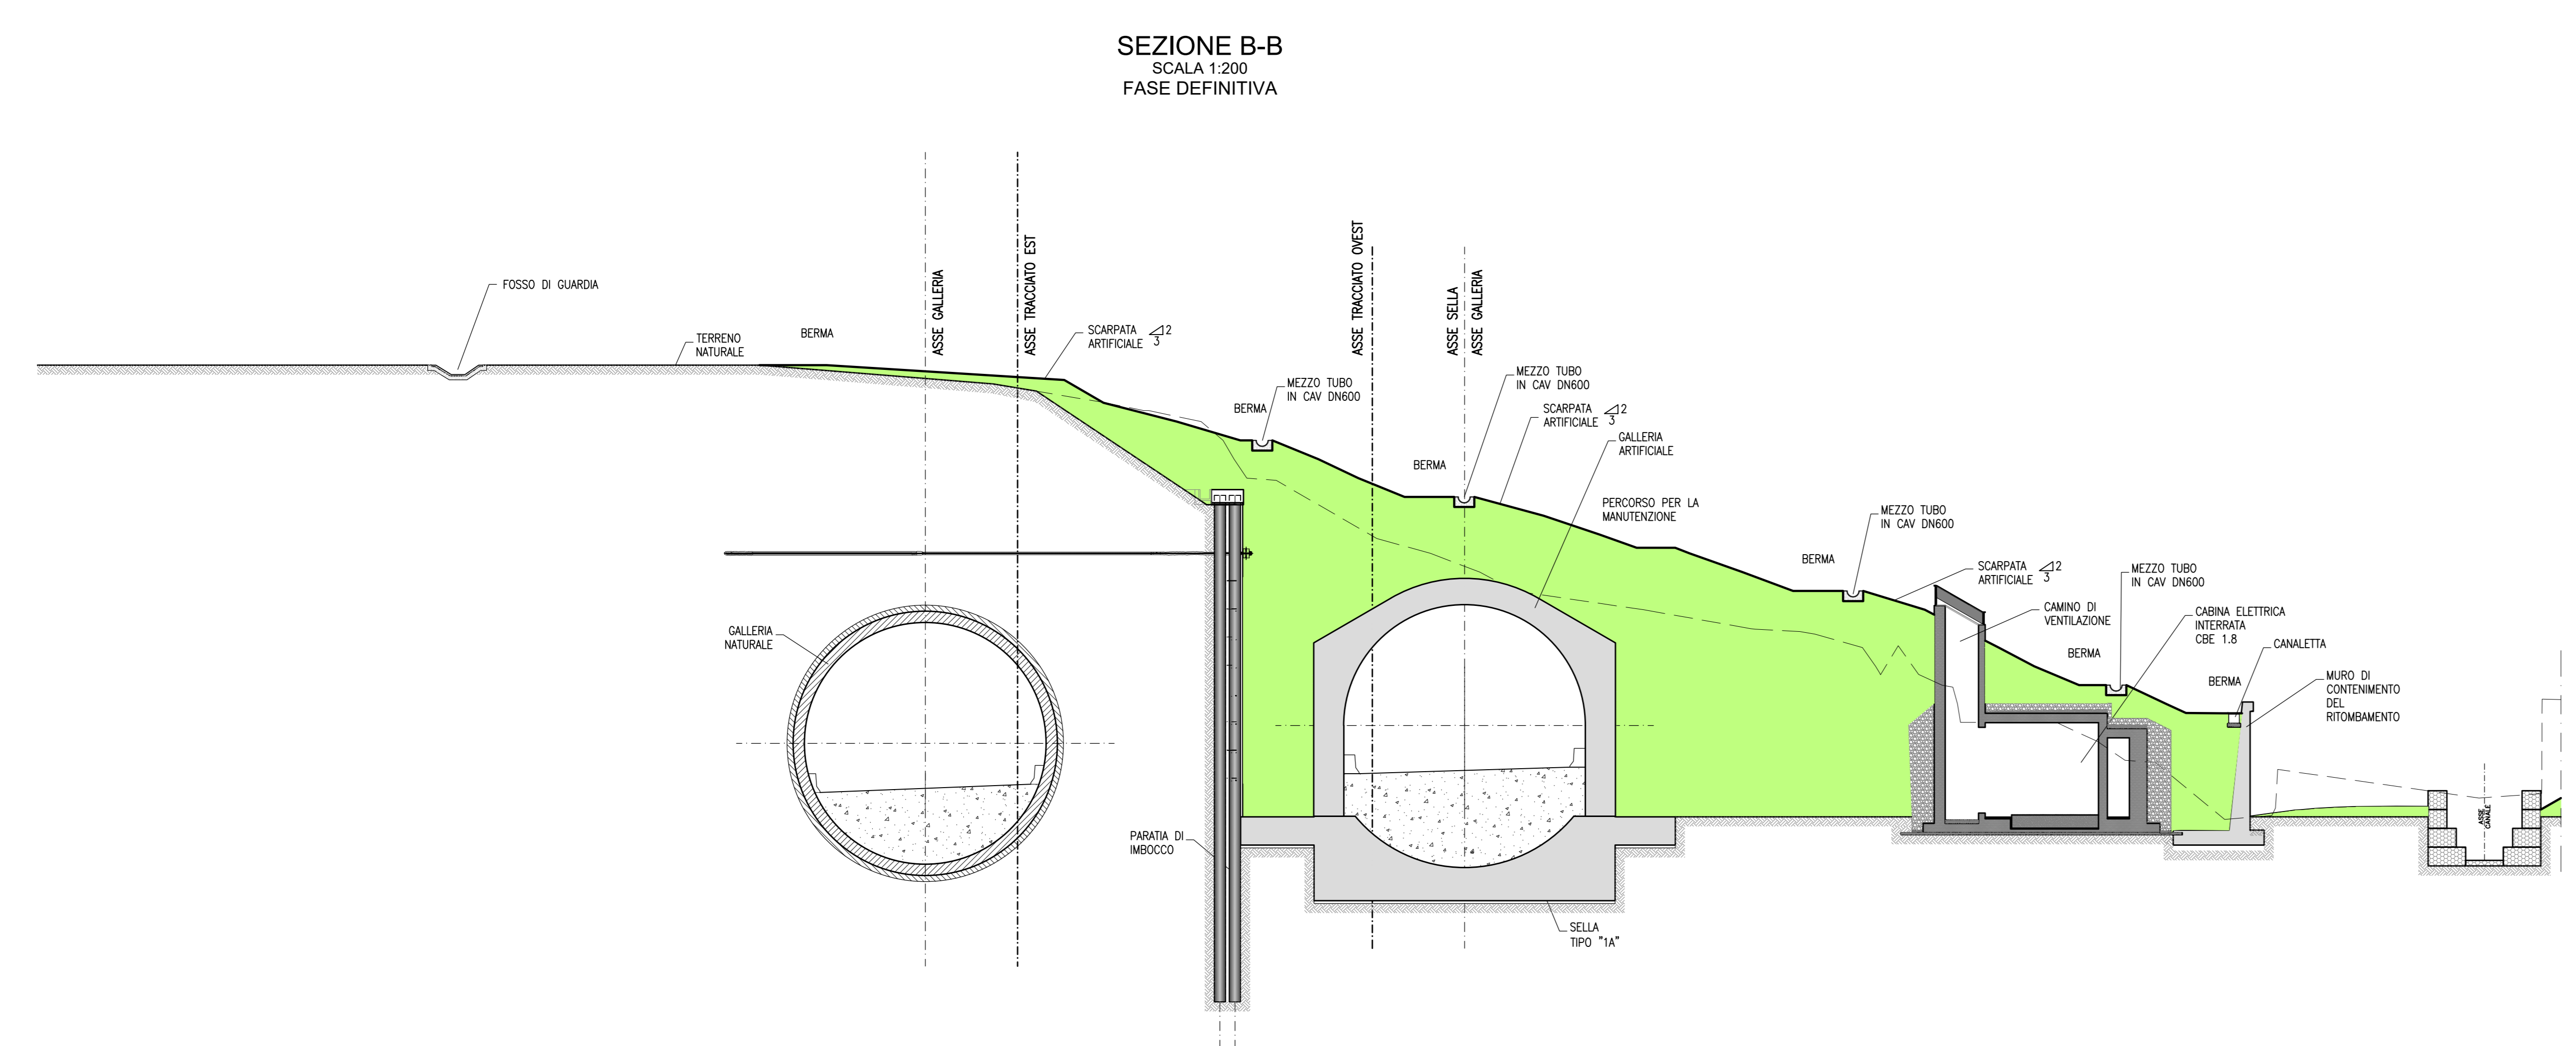 SEZIONE B-B
SCALA 1:200
FASE DEFINITIVA
FOSSO DI GUARDIA
TERRENO
NATURALE
BERMA
ASSE GALLERIA
ASSE TRACCIATO EST
SCARPATA 2
ARTIFICIALE 3
ASSE TRACCIATO OVEST
ASSE SELLA
ASSE GALLERIA
BERMA
MEZZO TUBO
IN CAV DN600
BERMA
MEZZO TUBO
IN CAV DN600
SCARPATA 2
ARTIFICIALE 3
GALLERIA
ARTIFICIALE
PERCORSO PER LA
MANUTENZIONE
BERMA
MEZZO TUBO
IN CAV DN600
SCARPATA 2
ARTIFICIALE 3
MEZZO TUBO
IN CAV DN600
CAMINO DI
VENTILAZIONE
CABINA ELETTRICA
INTERRATA
CBE 1.8
BERMA
CANALETTA
BERMA
MURO DI
CONTENIMENTO
DEL
RITOMBAMENTO
GALLERIA
NATURALE
PARATIA DI
IMBOCCO
SELLA
TIPO "1A"
ASSE
CANALE